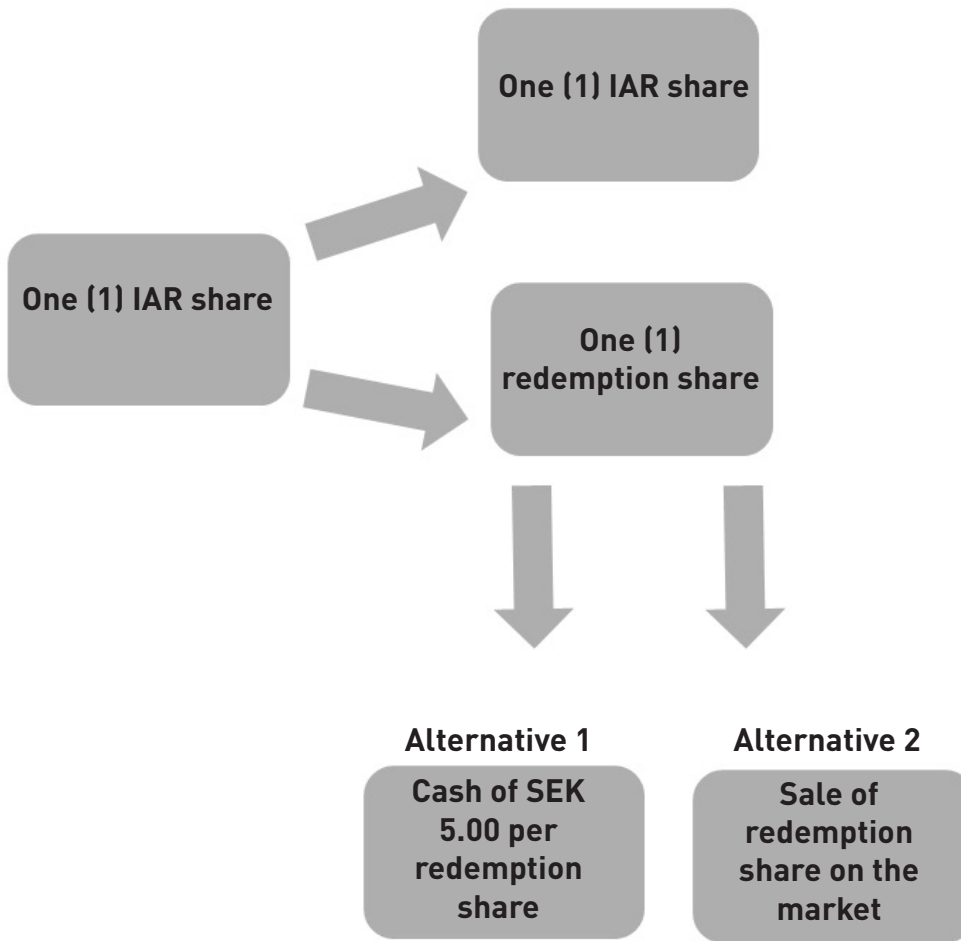 One (1) IAR share
One (1) IAR share
One (1)
redemption share
Alternative 1
Cash of SEK
5.00 per
redemption
share
Alternative 2
Sale of
redemption
share on the
market